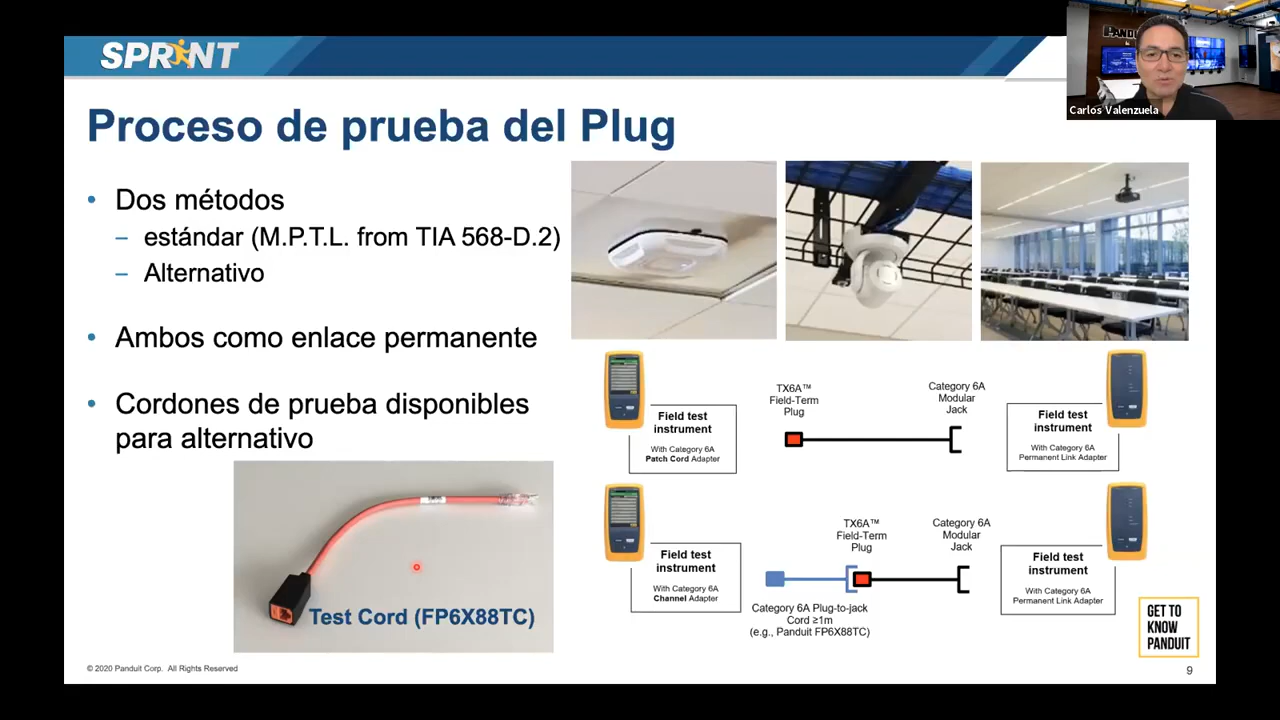 SPRINT
PANDUIT
Carlos Valenzuela
Proceso de prueba del Plug
• Dos métodos
– estándar (M.P.T.L. from TIA 568-D.2)
– Alternativo
• Ambos como enlace permanente
• Cordones de prueba disponibles
para alternativo
Test Cord (FP6X88TC)
Field test
instrument
With Category 6A
Patch Cord Adapter
TX6A™
Field-Term
Plug
Category 6A
Modular
Jack
Field test
instrument
With Category 6A
Permanent Link Adapter
Field test
instrument
With Category 6A
Channel Adapter
TX6A™
Field-Term
Plug
Category 6A
Modular
Jack
Category 6A Plug-to-jack
Cord ≥1m
(e.g., Panduit FP6X88TC)
Field test
instrument
With Category 6A
Permanent Link Adapter
GET TO
KNOW
PANDUIT
© 2020 Panduit Corp. All Rights Reserved
9